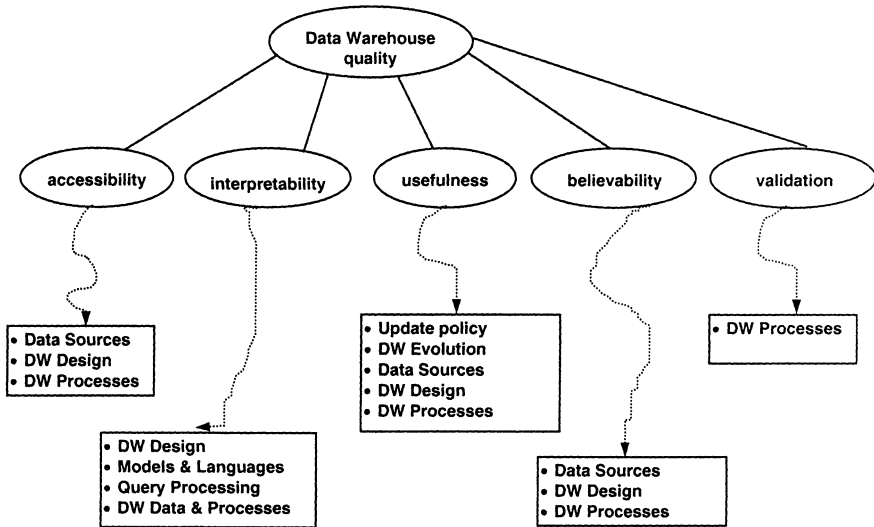 Data Warehouse
quality
accessibility
interpretability
usefulness
believability
validation
• Data Sources
• DW Design
• DW Processes
• DW Design
• Models & Languages
• Query Processing
• DW Data & Processes
• Update policy
• DW Evolution
• Data Sources
• DW Design
• DW Processes
• Data Sources
• DW Design
• DW Processes
• DW Processes